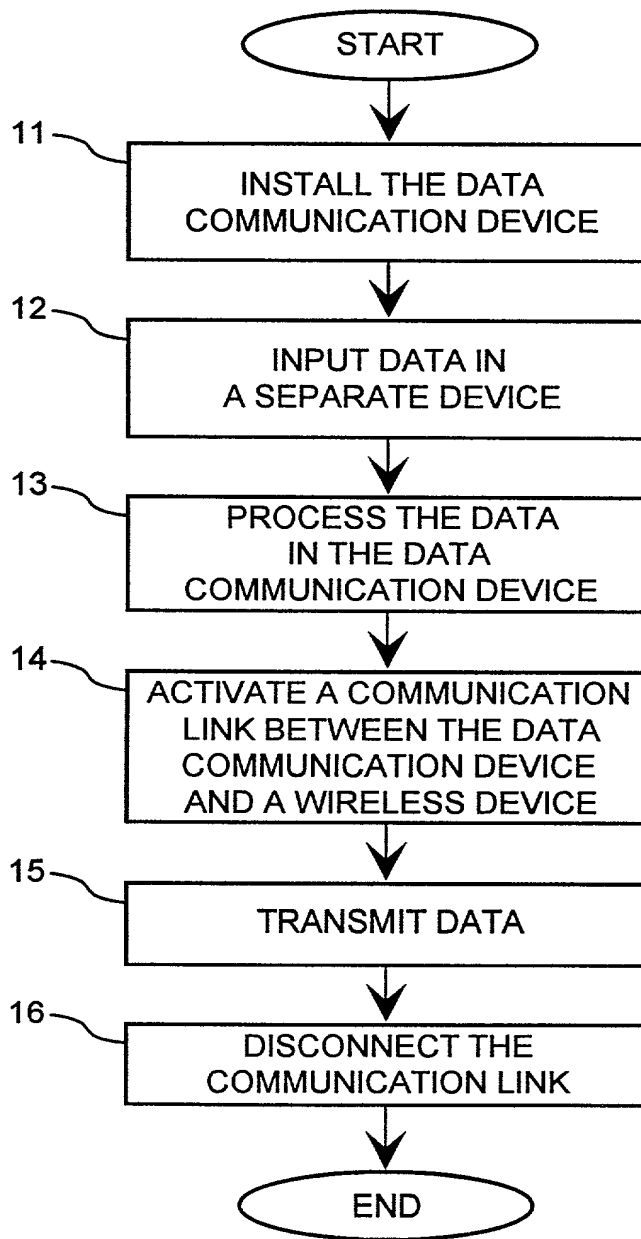 START
11
INSTALL THE DATA
COMMUNICATION DEVICE
12
INPUT DATA IN
A SEPARATE DEVICE
13
PROCESS THE DATA
IN THE DATA
COMMUNICATION DEVICE
14
ACTIVATE A COMMUNICATION
LINK BETWEEN THE DATA
COMMUNICATION DEVICE
AND A WIRELESS DEVICE
15
TRANSMIT DATA
16
DISCONNECT THE
COMMUNICATION LINK
END